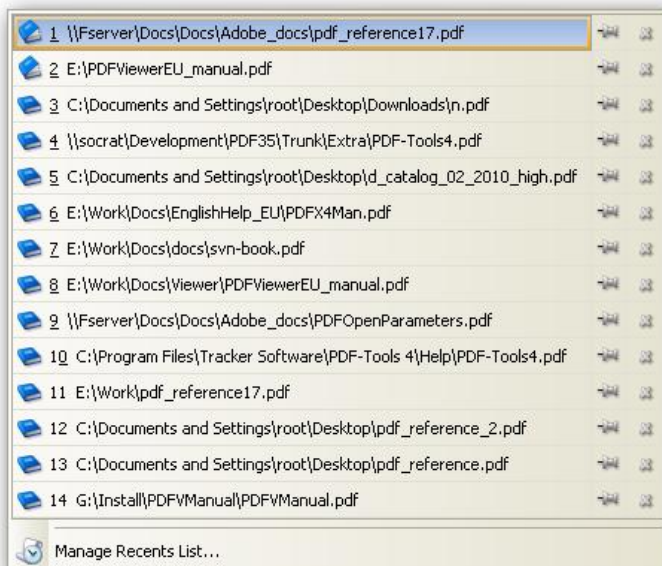 1 \\Fserver\Docs\Docs\Adobe_docs\pdf_reference17.pdf
2 E:\PDFViewerEU_manual.pdf
3 C:\Documents and Settings\root\Desktop\Downloads\n.pdf
4 \\socrat\Development\PDF35\Trunk\Extra\PDF-Tools4.pdf
5 C:\Documents and Settings\root\Desktop\d_catalog_02_2010_high.pdf
6 E:\Work\Docs\EnglishHelp_EU\PDFX4Man.pdf
7 E:\Work\Docs\docs\svn-book.pdf
8 E:\Work\Docs\Viewer\PDFViewerEU_manual.pdf
9 \\Fserver\Docs\Docs\Adobe_docs\PDFOpenParameters.pdf
10 C:\Program Files\Tracker Software\PDF-Tools 4\Help\PDF-Tools4.pdf
11 E:\Work\pdf_reference17.pdf
12 C:\Documents and Settings\root\Desktop\pdf_reference_2.pdf
13 C:\Documents and Settings\root\Desktop\pdf_reference.pdf
14 G:\Install\PDFVManual\PDFVManual.pdf
Manage Recents List...